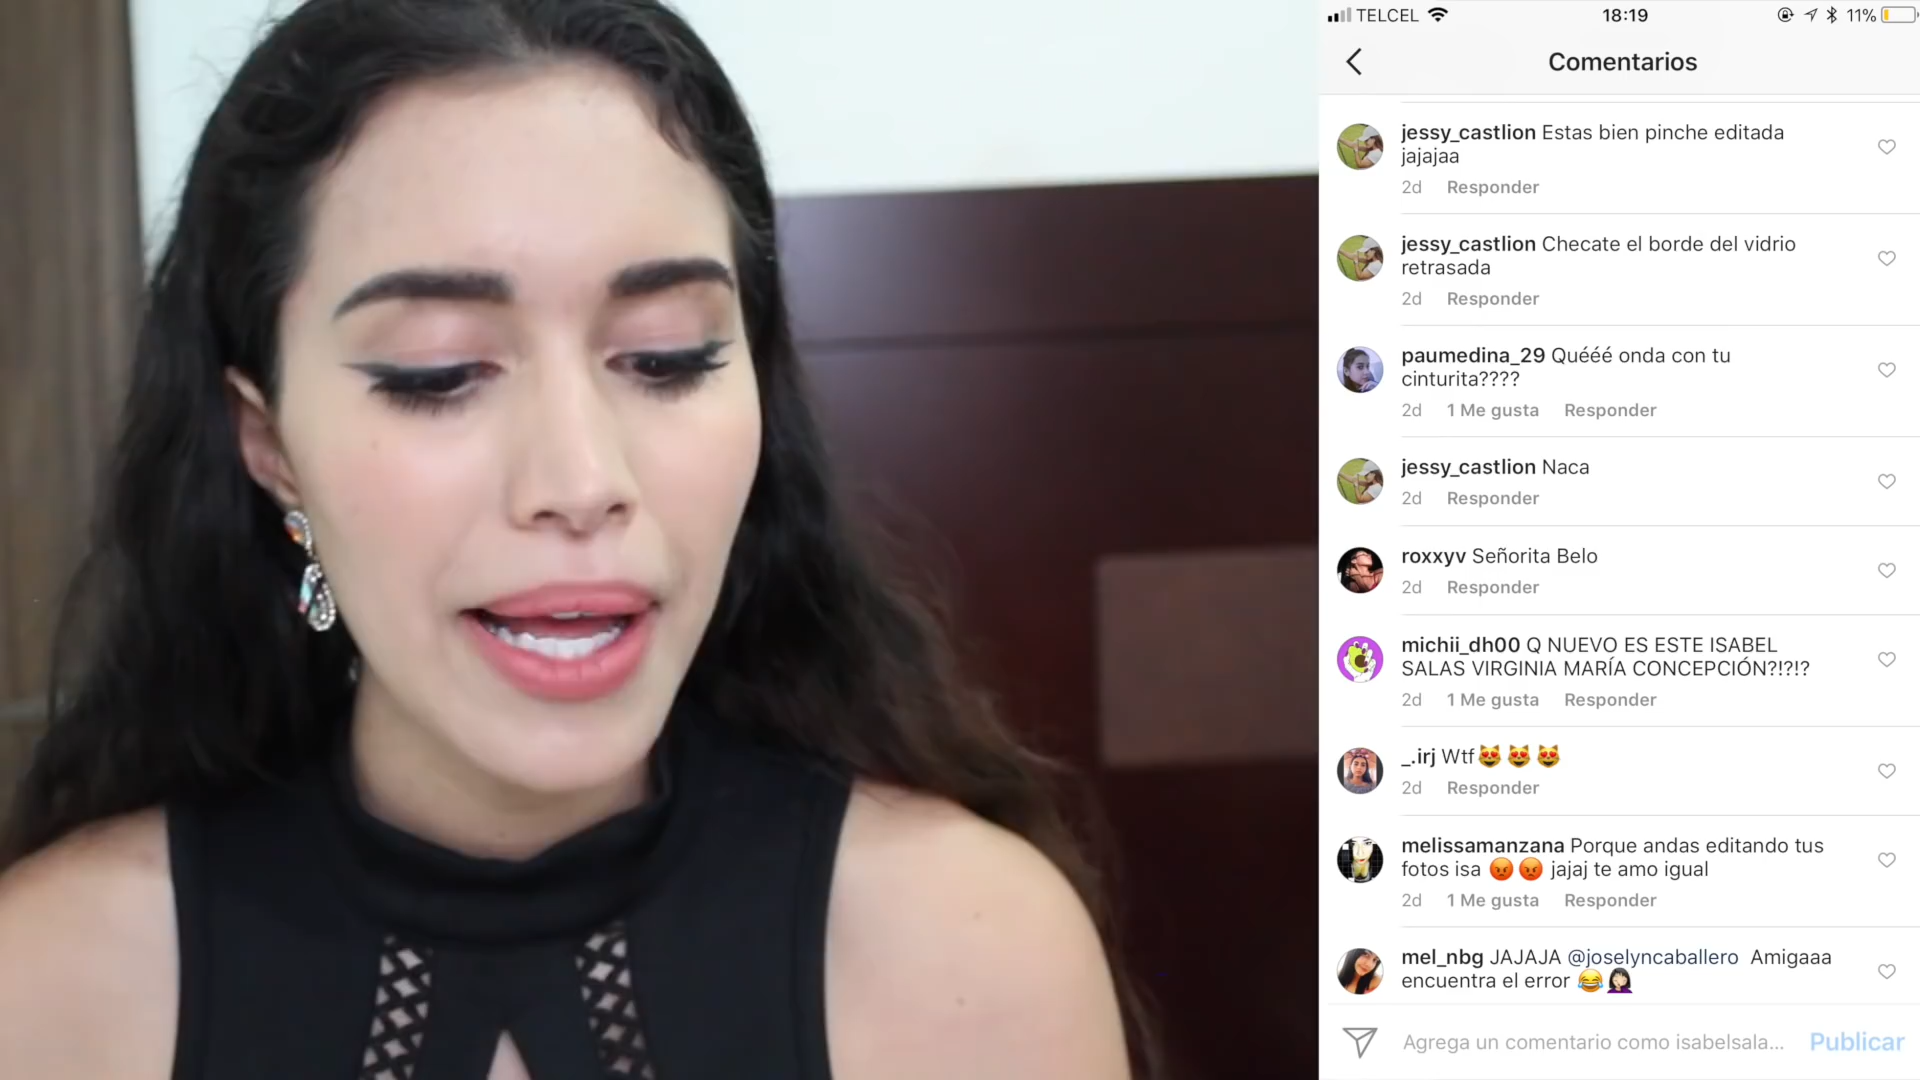 TELCEL 18:19 11%
Comentarios
jessy_castlion Estas bien pinche editada
jajajaa
2d Responder
jessy_castlion Checate el borde del vidrio
retrasada
2d Responder
paumedina_29 Quééé onda con tu
cinturita????
2d 1 Me gusta Responder
jessy_castlion Naca
2d Responder
roxxyv Señorita Belo
2d Responder
michii_dh00 Q NUEVO ES ESTE ISABEL
SALAS VIRGINIA MARÍA CONCEPCIÓN?!?!?
2d 1 Me gusta Responder
_.irj Wtf😻😻😻
2d Responder
melissamanzana Porque andas editando tus
fotos isa 😡😡 jajaj te amo igual
2d 1 Me gusta Responder
mel_nbg JAJAJA @joselyncaballero Amigaaa
encuentra el error 😂🤦🏻‍♀️
Agrega un comentario como isabelsala... Publicar